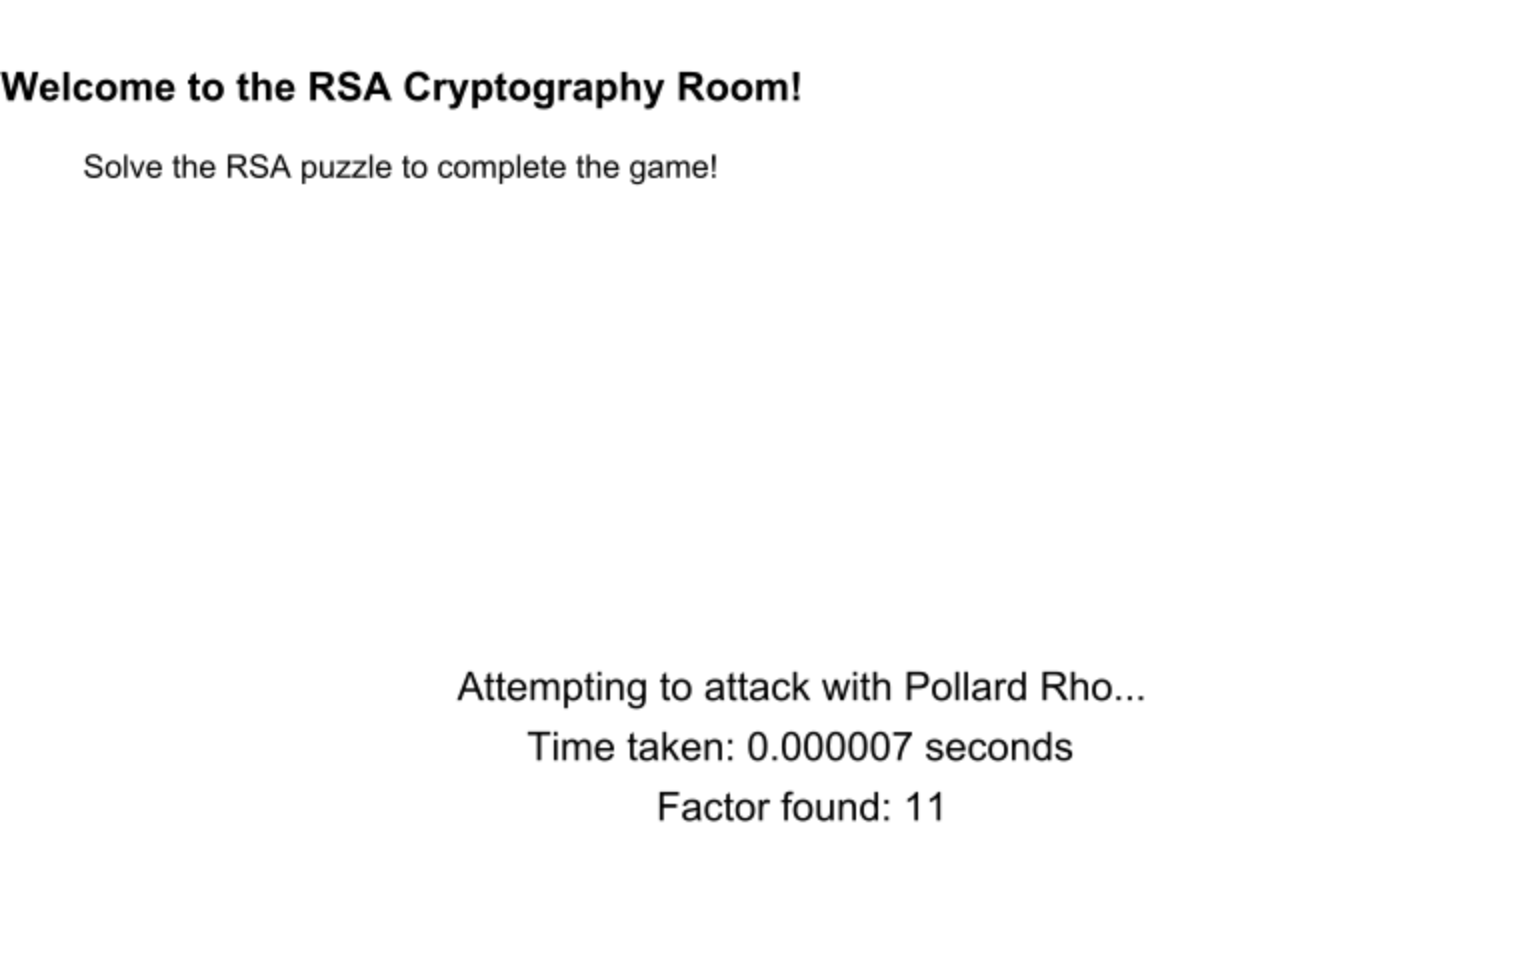 Welcome to the RSA Cryptography Room!
Solve the RSA puzzle to complete the game!
Attempting to attack with Pollard Rho...
Time taken: 0.000007 seconds
Factor found: 11